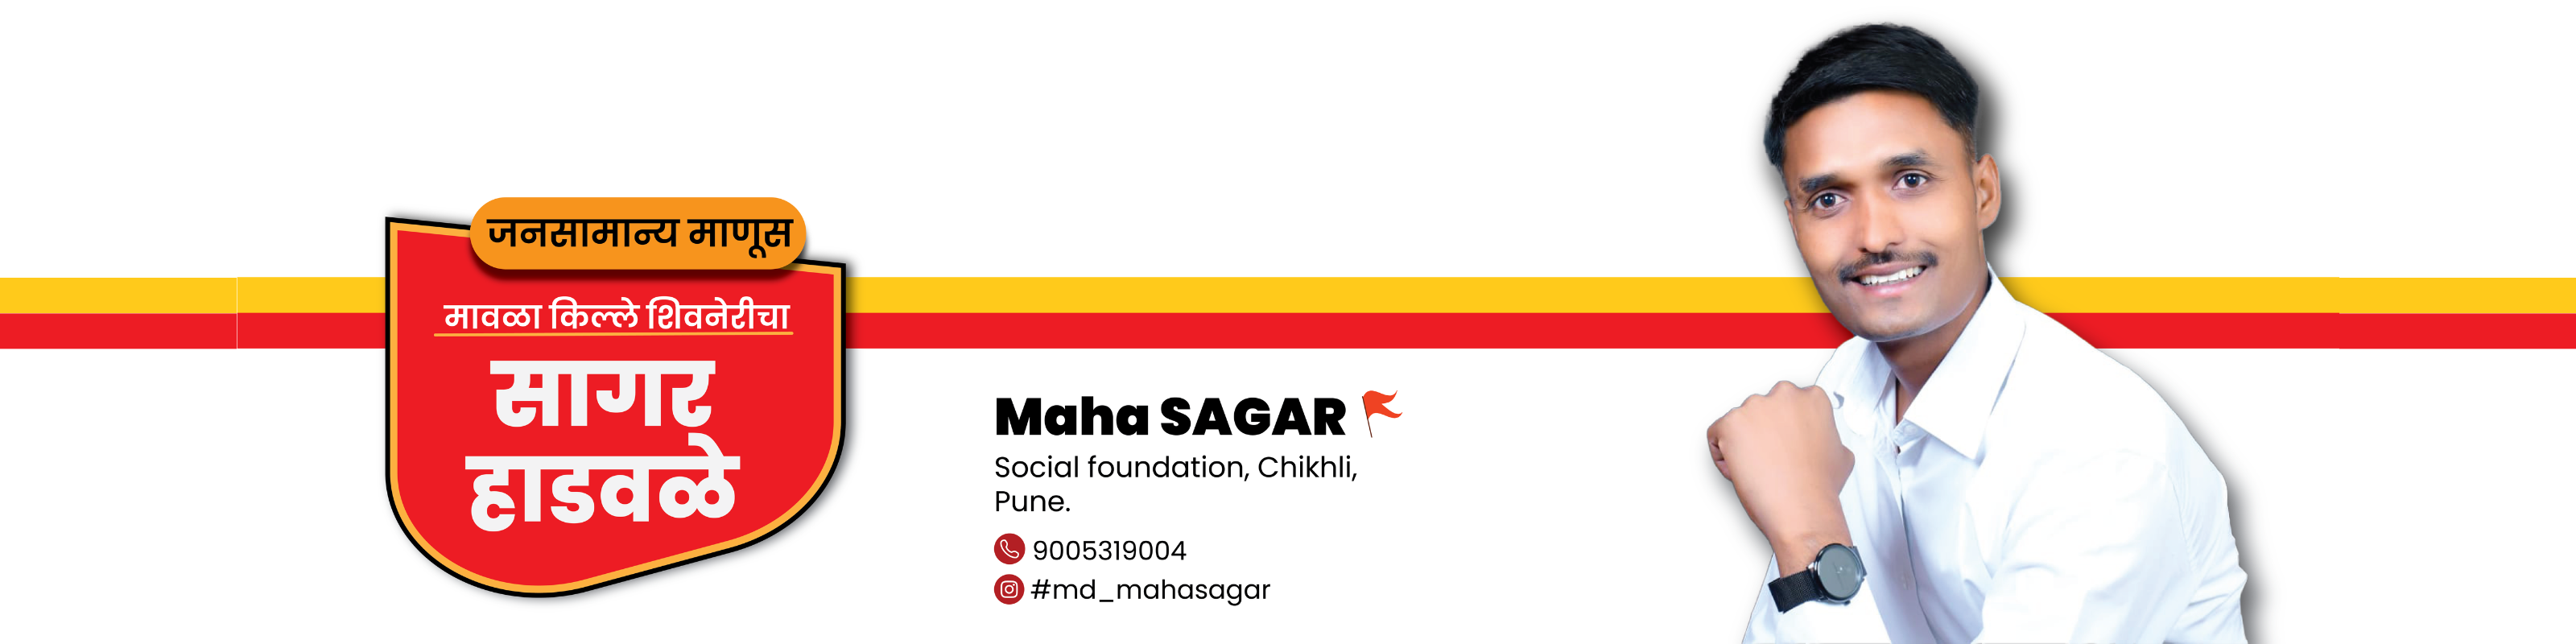 जनसामान्य माणूस
मावळा किल्ले शिवनेरीचा
सागर
हाडवळे
Maha SAGAR
Social foundation, Chikhli,
Pune.
9005319004
#md_mahasagar